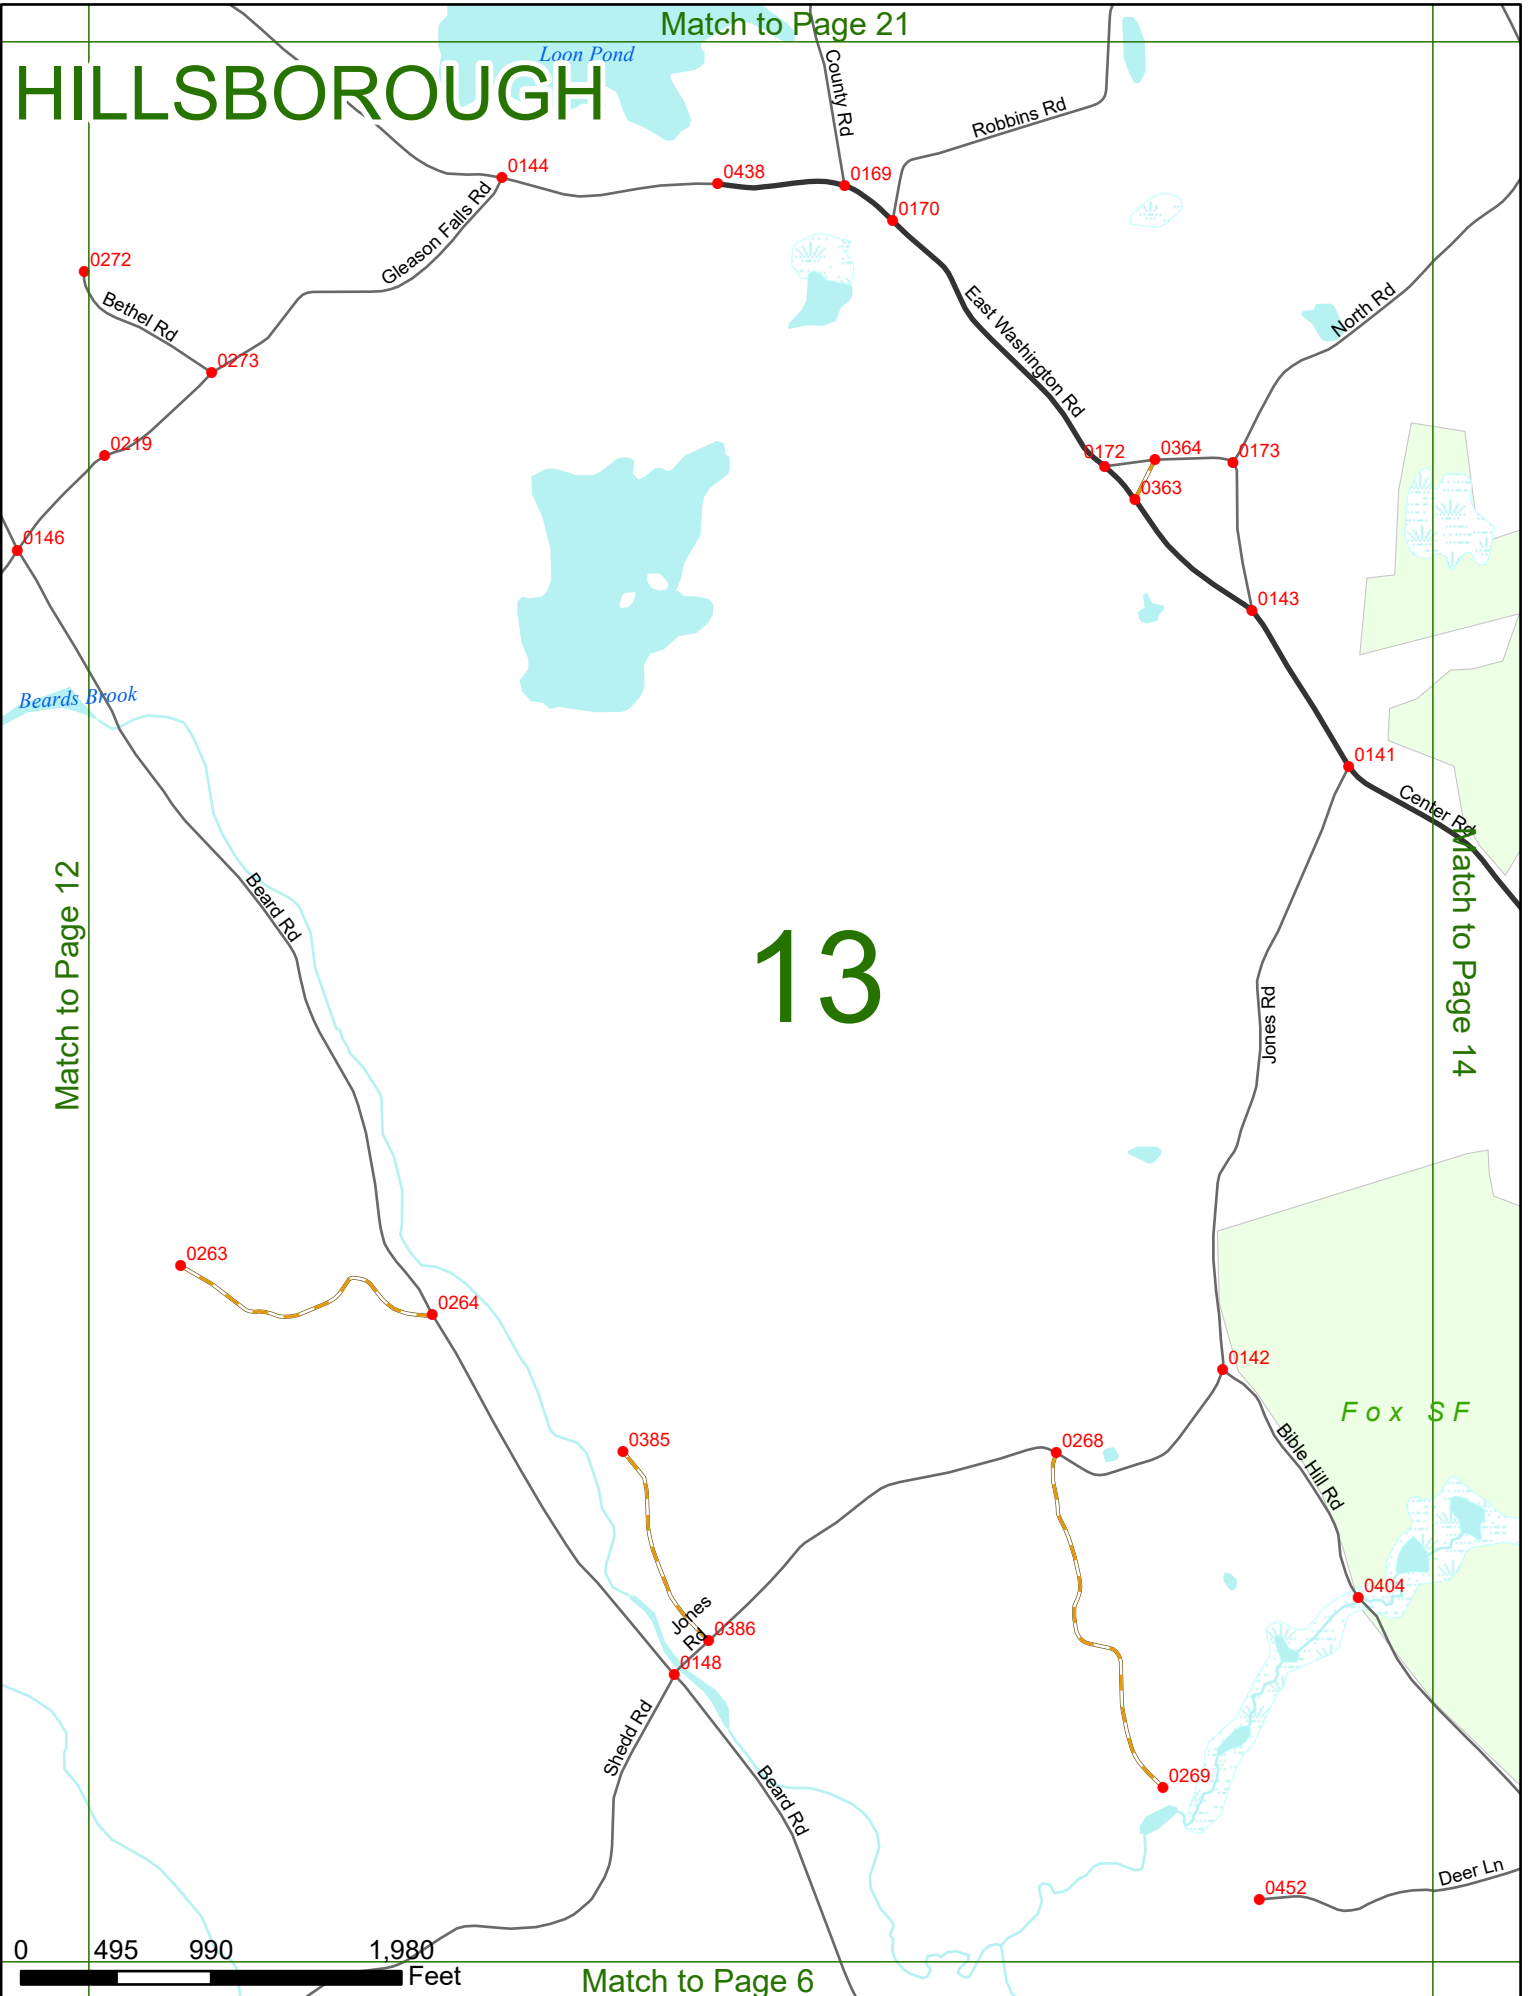 Match to Page 21
Loon Pond
HILLSBOROUGH
County Rd
Robbins Rd
0144
0438
0169
0170
Gleason Falls Rd
0272
Bethel Rd
0273
East Washington Rd
North Rd
0219
0172
0364
0173
0363
0146
0143
Beards Brook
0141
Center Rd
Match to Page 12
Beard Rd
13
Match to Page 14
Jones Rd
0263
0264
0142
Fox SF
0385
0268
Bible Hill Rd
0404
Jones
Rd
0386
0148
Shedd Rd
0269
Beard Rd
Deer Ln
0452
0 495 990 1,980
Feet
Match to Page 6